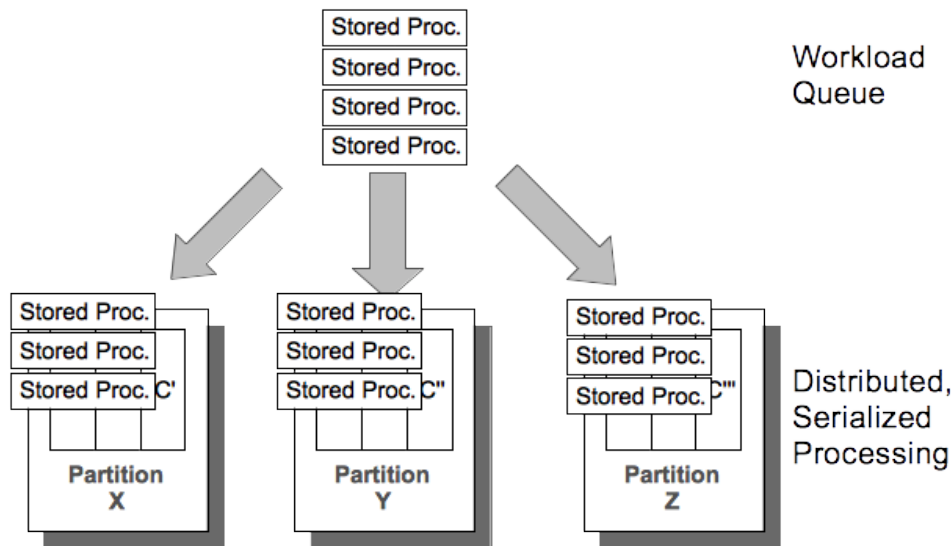 Stored Proc.
Stored Proc.
Stored Proc.
Stored Proc.
Workload
Queue
Stored Proc.
Stored Proc.
Stored Proc.
C'
Partition
X
Stored Proc.
Stored Proc.
Stored Proc.
C''
Partition
Y
Stored Proc.
Stored Proc.
Stored Proc.
C'''
Partition
Z
Distributed,
Serialized
Processing